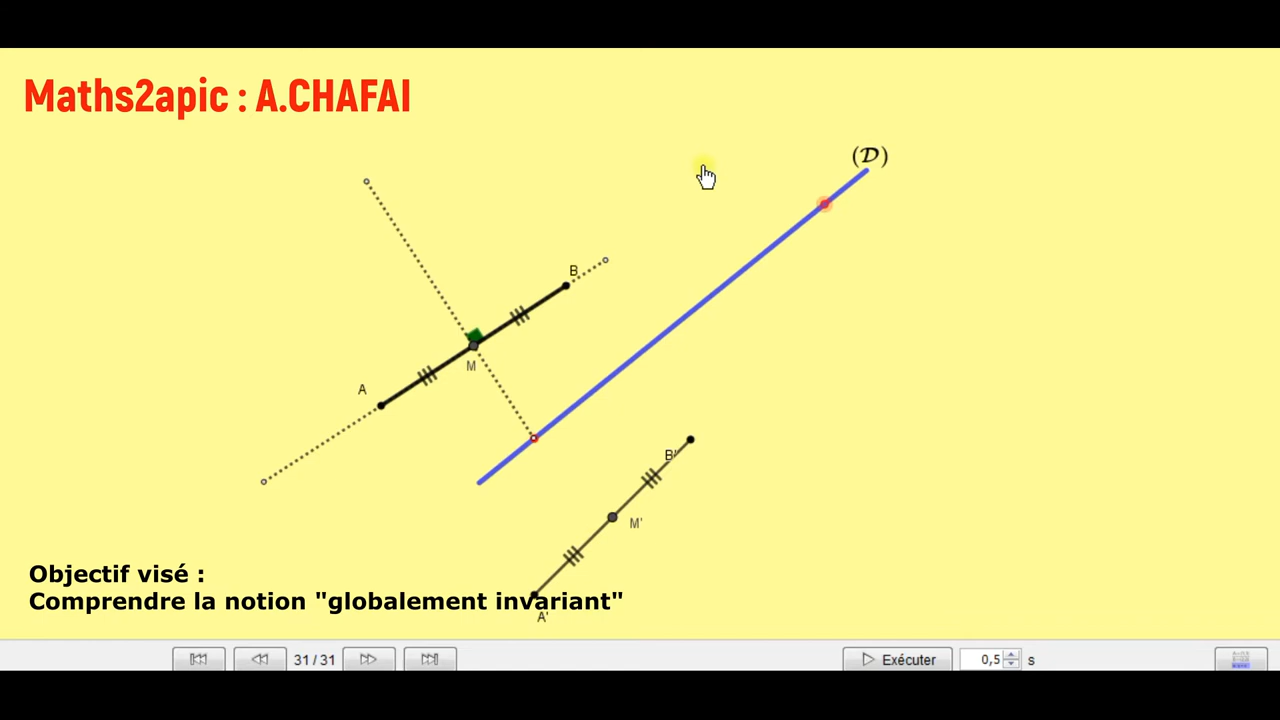 Maths2apic : A.CHAFAI
(D)
B
M
A
B'
M'
A'
Objectif visé :
Comprendre la notion "globalement invariant"
31 / 31
Exécuter
0,5 s